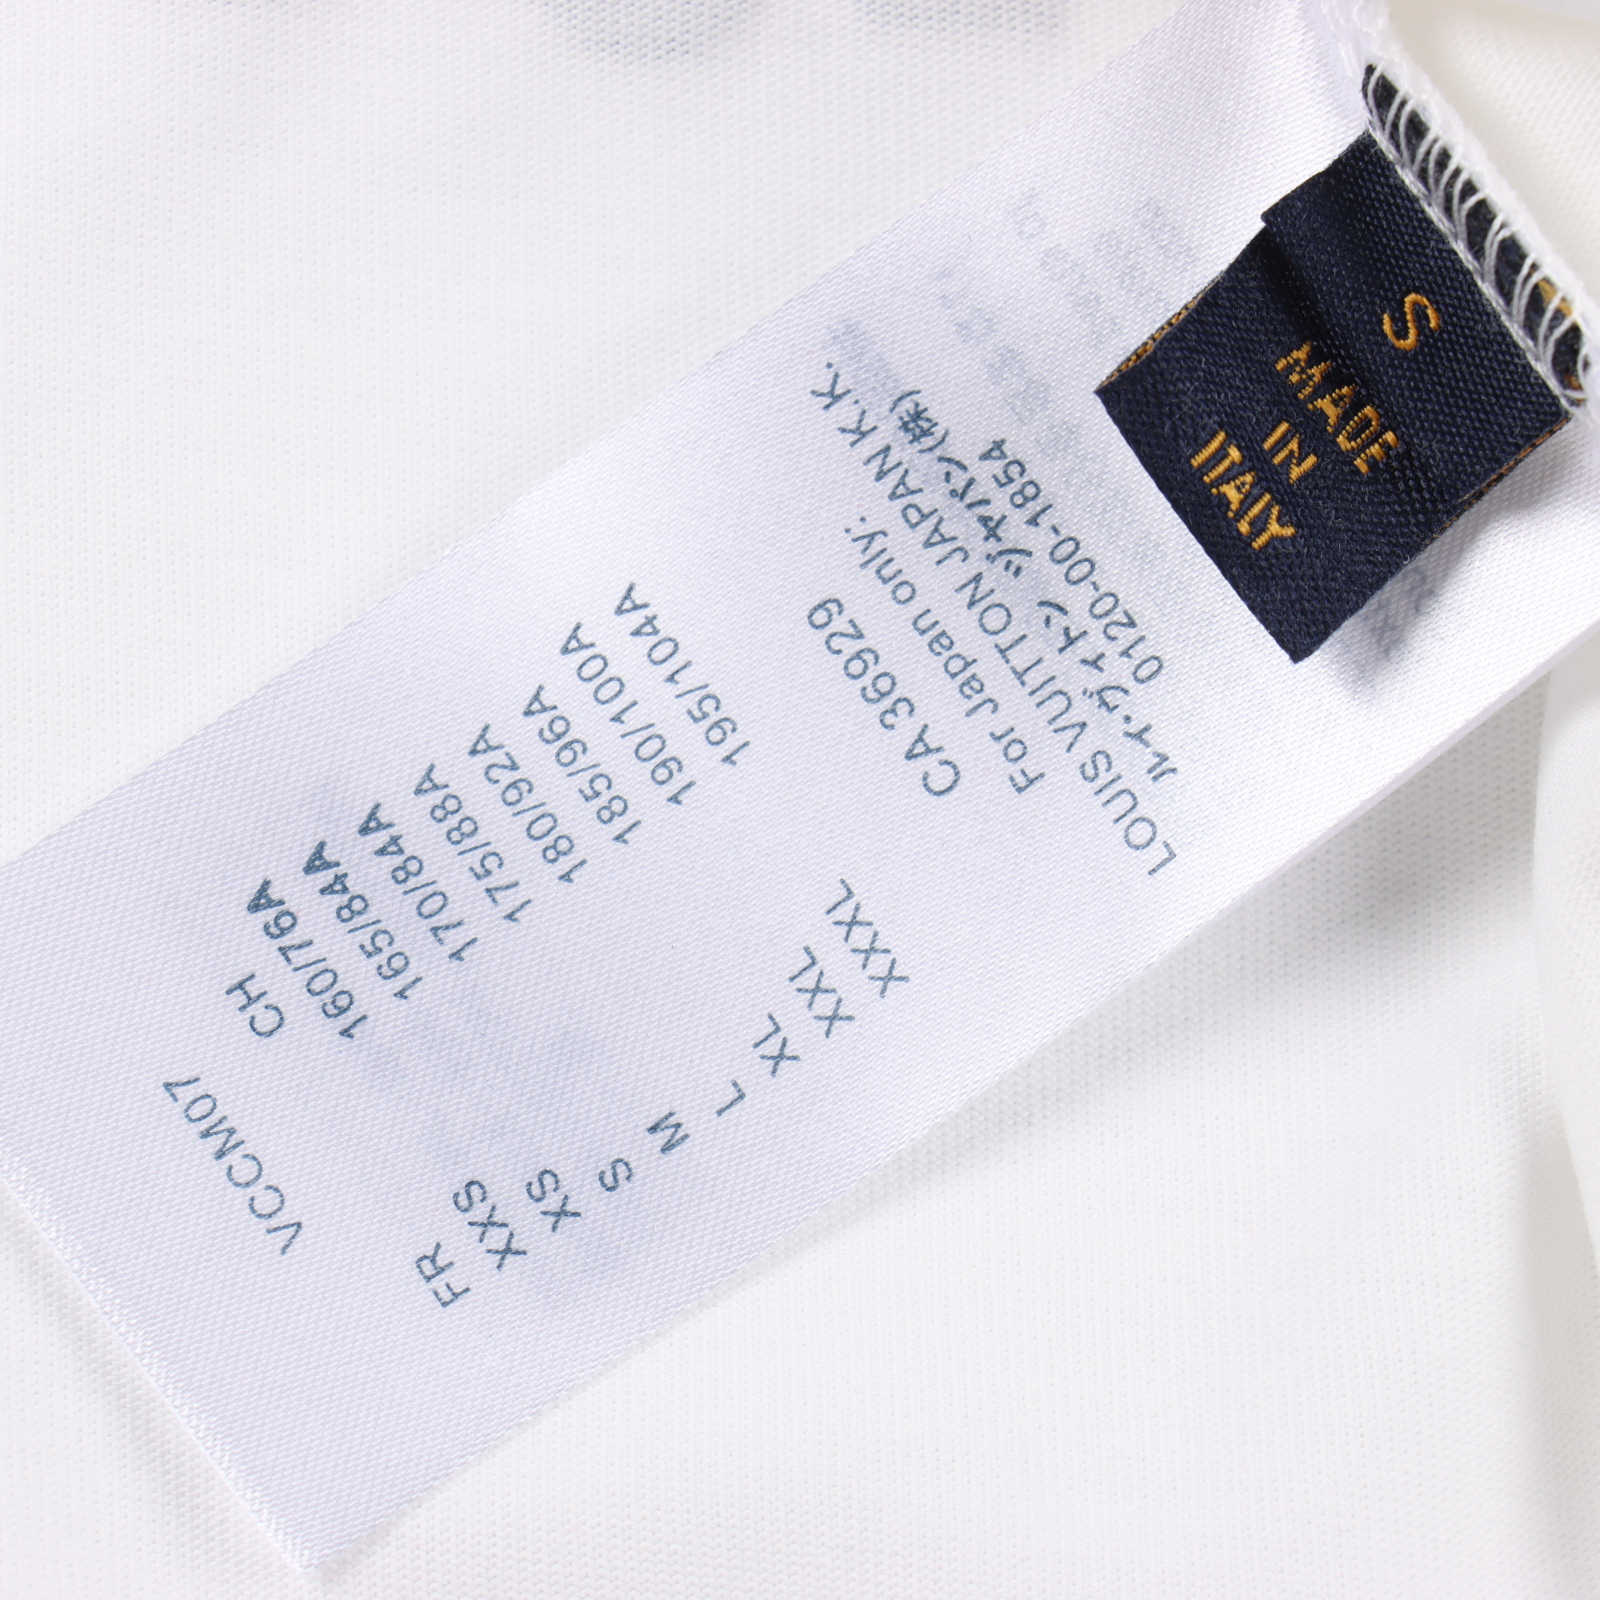 VCCM07
FR CH
XXS 160/76A
XS 165/84A
S 170/84A
M 175/88A
L 180/92A
XL 185/96A
XXL 190/100A
XXXL 195/104A
CA 36929
For Japan only:
LOUIS VUITTON JAPAN K.K.
ルイ・ヴィトン ジャパン(株)
0120-00-1854
S
MADE
IN
ITALY